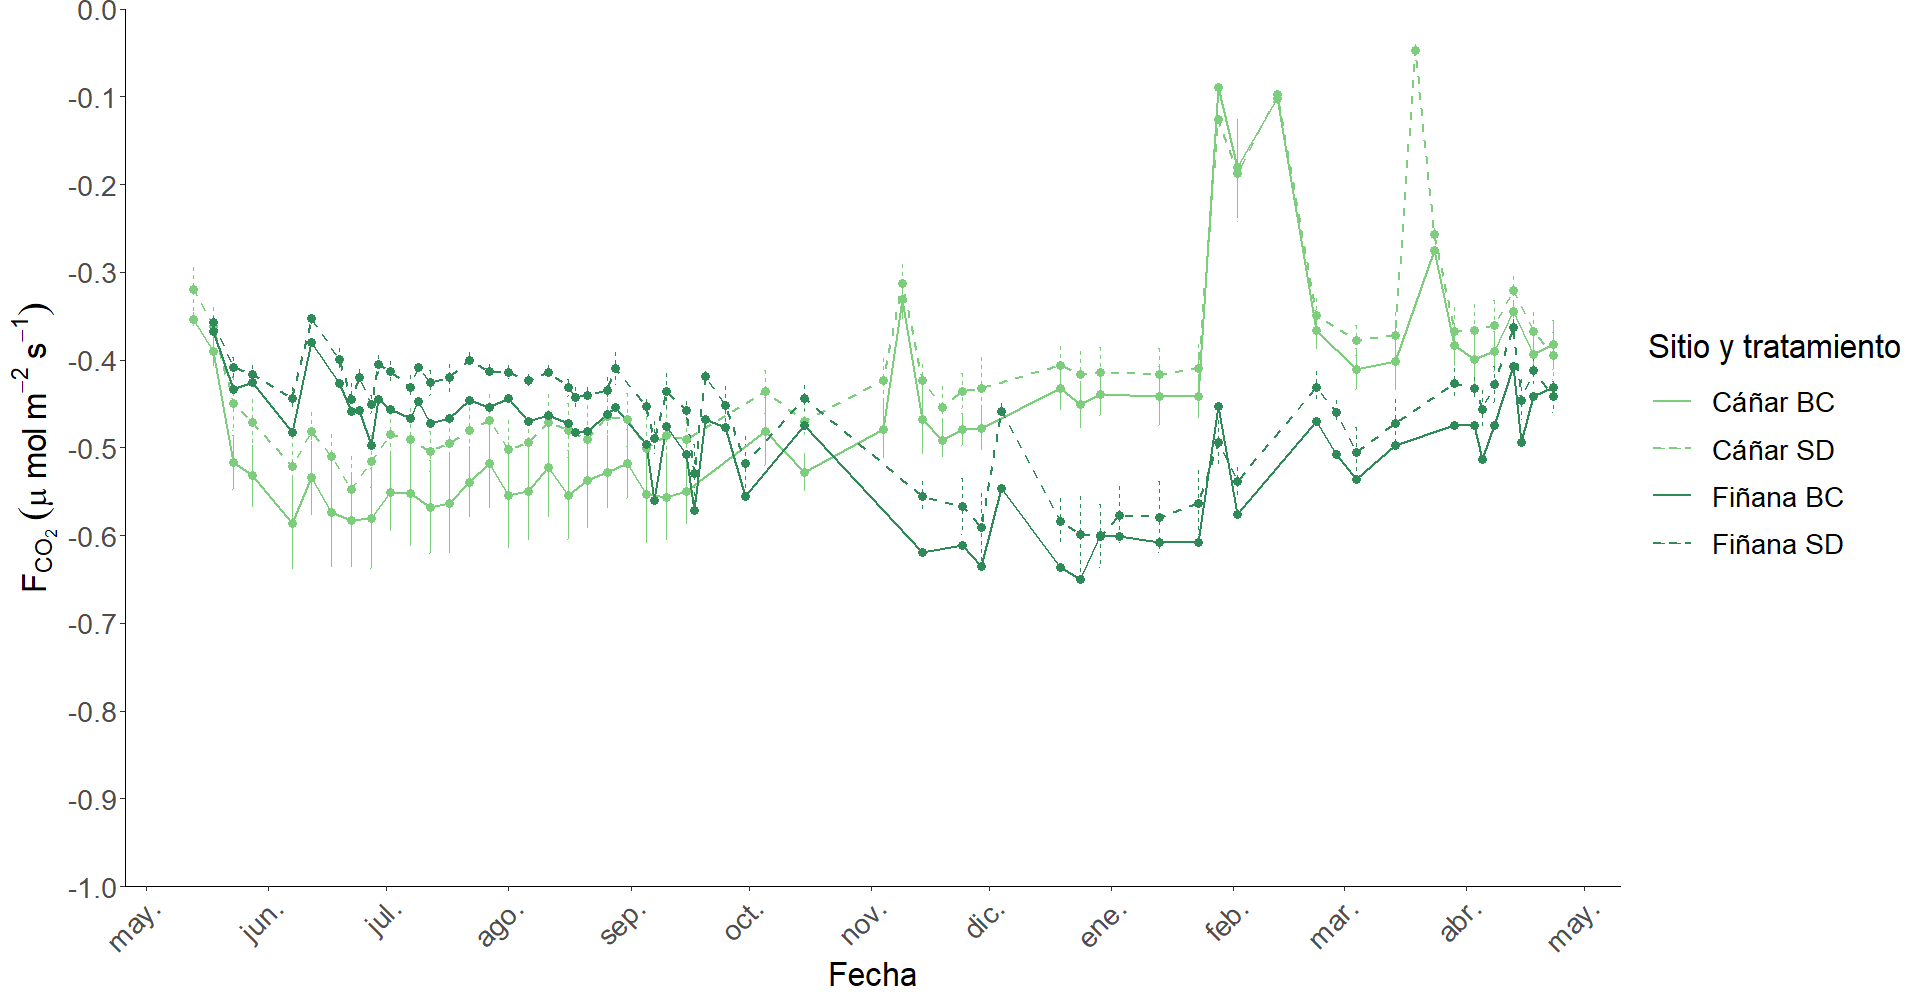 0.0
-0.1
-0.2
-0.3
-0.4
-0.5
-0.6
-0.7
-0.8
-0.9
-1.0
F_CO₂ (μ mol m⁻² s⁻¹)
may. jun. jul. ago. sep. oct. nov. dic. ene. feb. mar. abr. may.
Fecha
Sitio y tratamiento
Cáñar BC
Cáñar SD
Fiñana BC
Fiñana SD